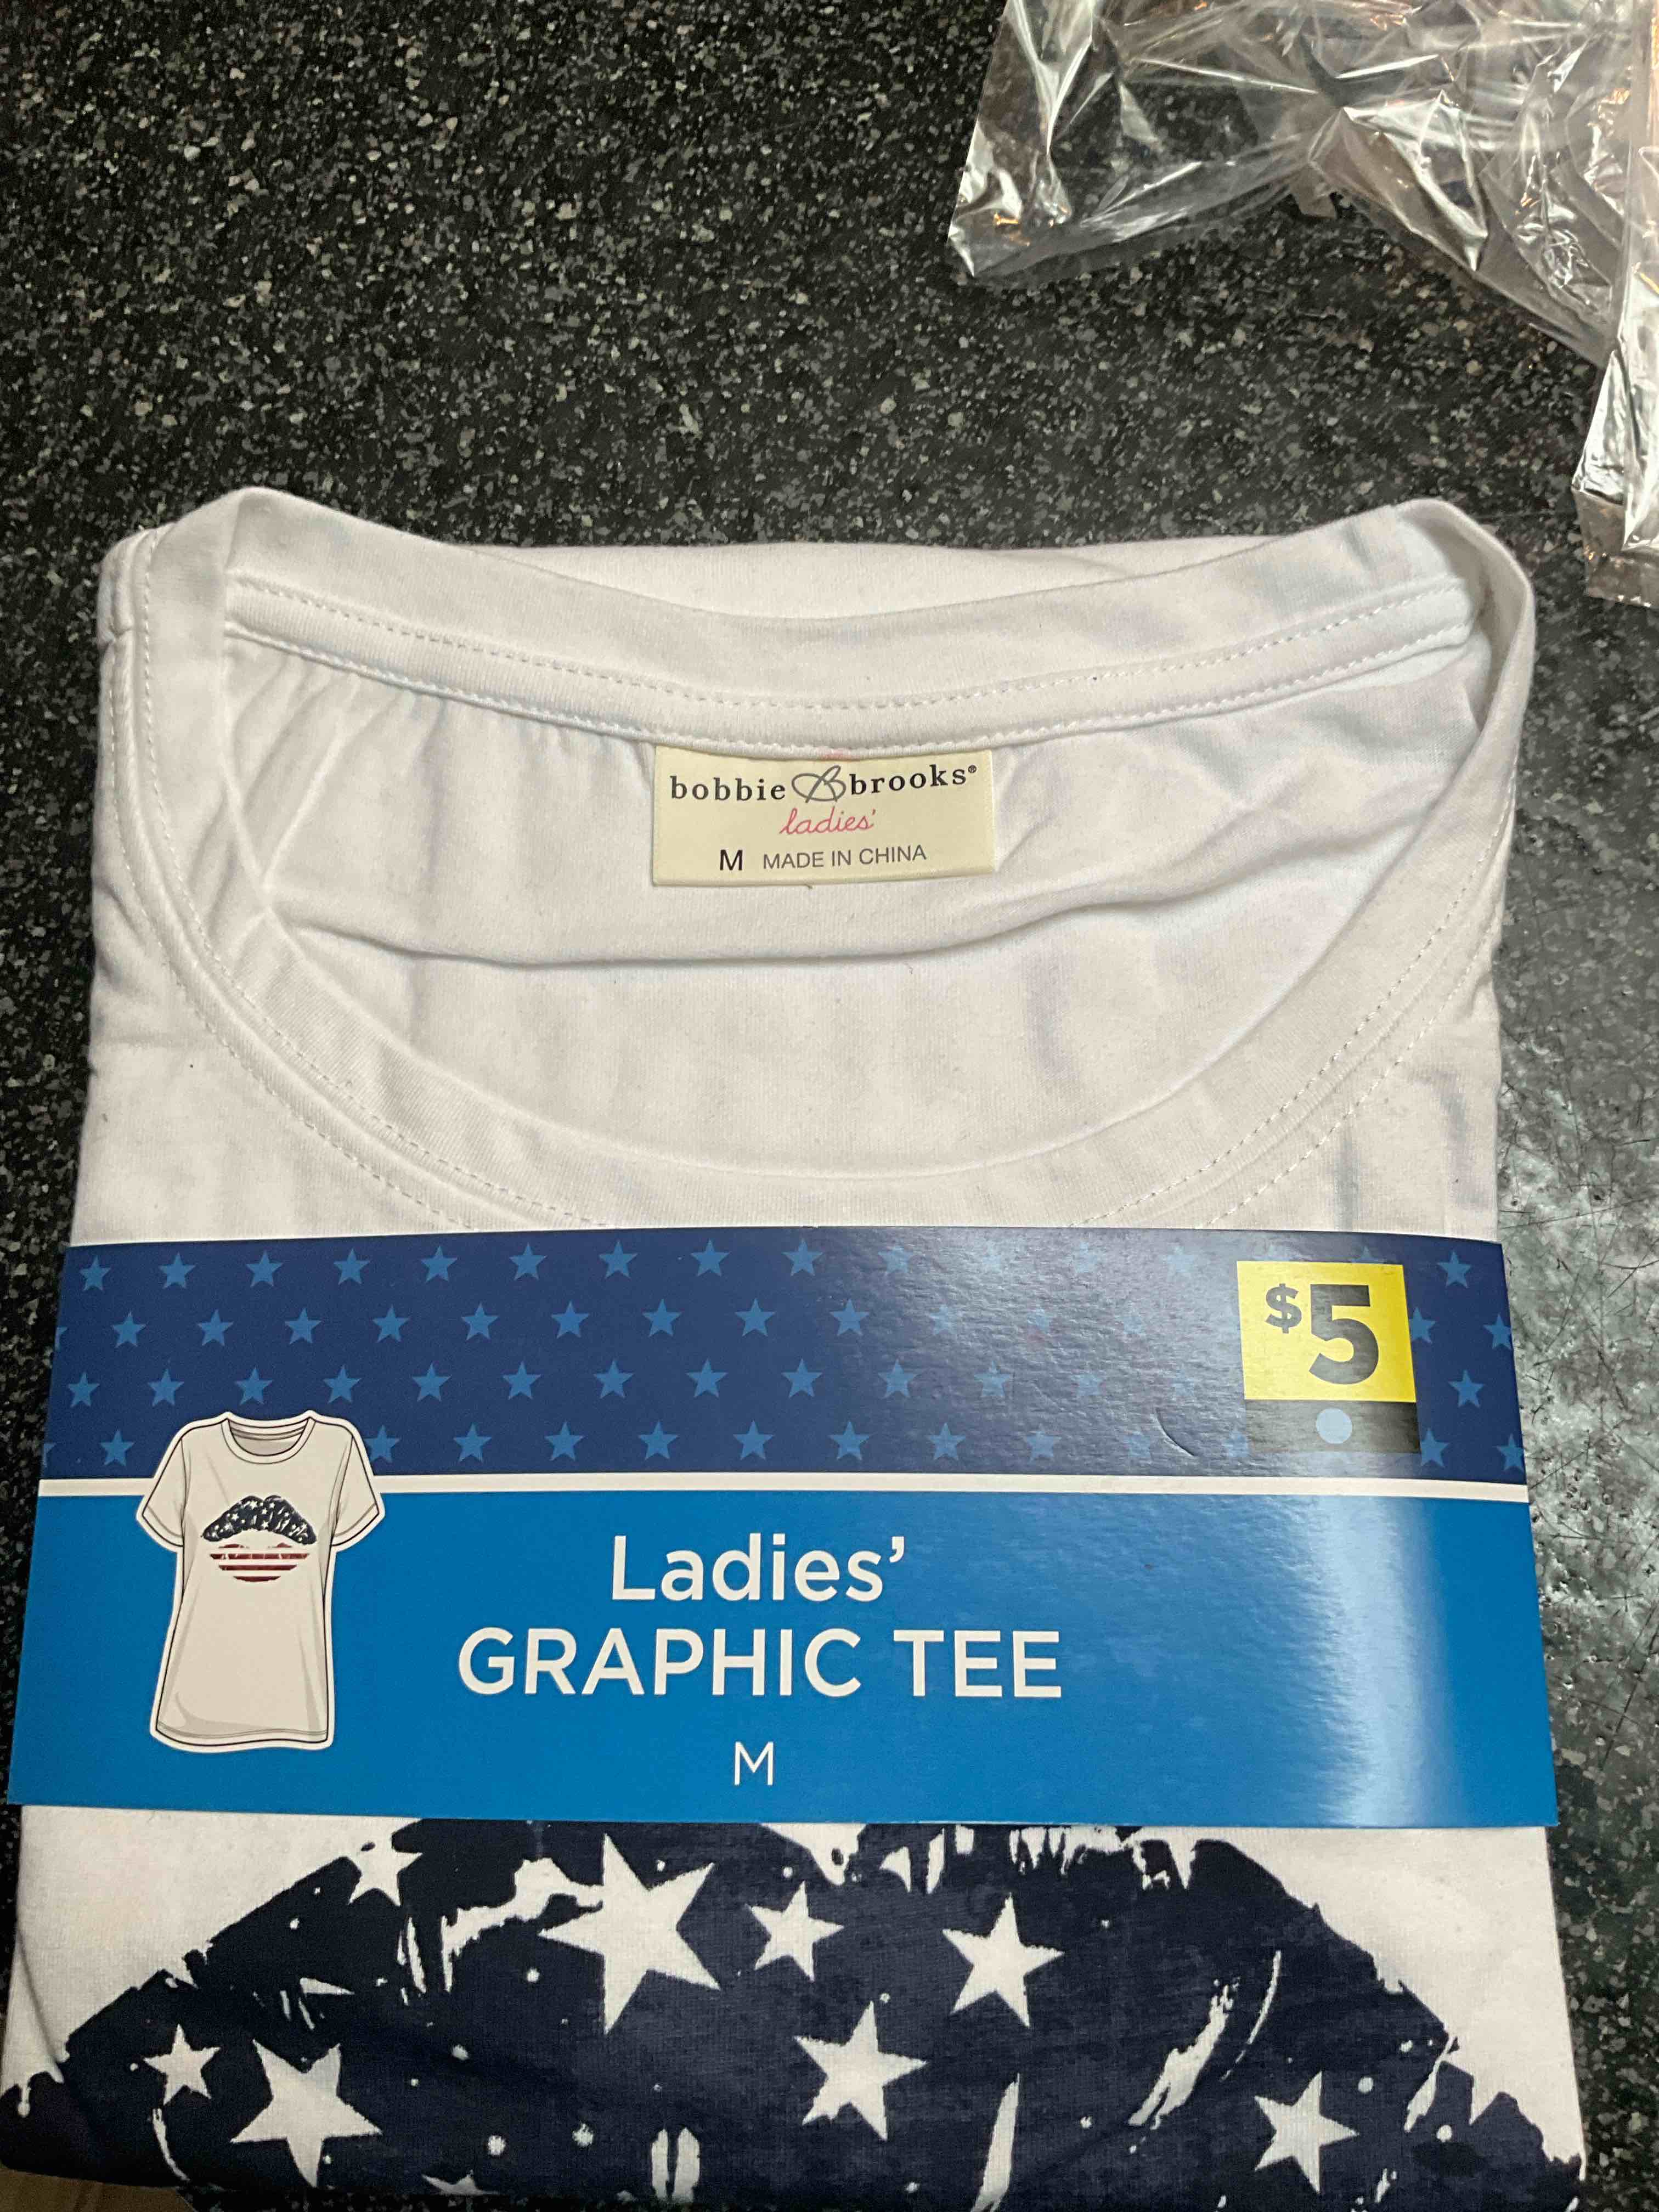 bobbie B brooks®
ladies'
M MADE IN CHINA
$5
Ladies’
GRAPHIC TEE
M